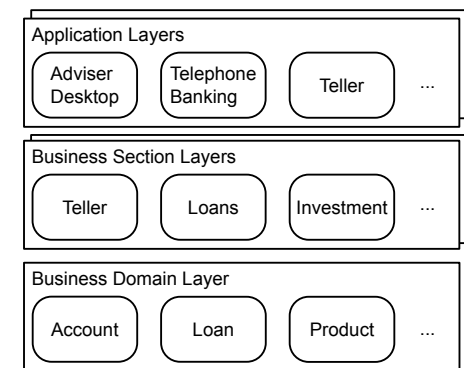 Application Layers
Adviser
Desktop
Telephone
Banking
Teller
...
Business Section Layers
Teller
Loans
Investment
...
Business Domain Layer
Account
Loan
Product
...